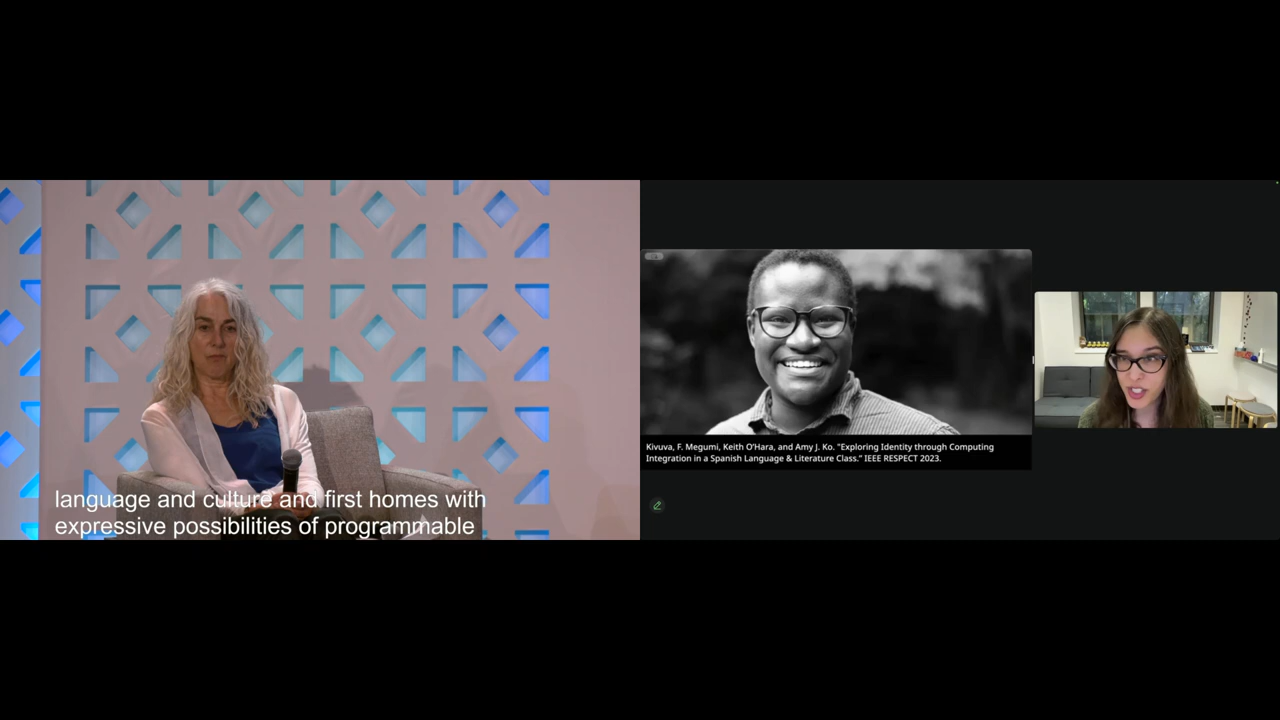 language and culture and first homes with
expressive possibilities of programmable
Kivuva, F. Megumi, Keith O'Hara, and Amy J. Ko. "Exploring Identity through Computing
Integration in a Spanish Language & Literature Class." IEEE RESPECT 2023.